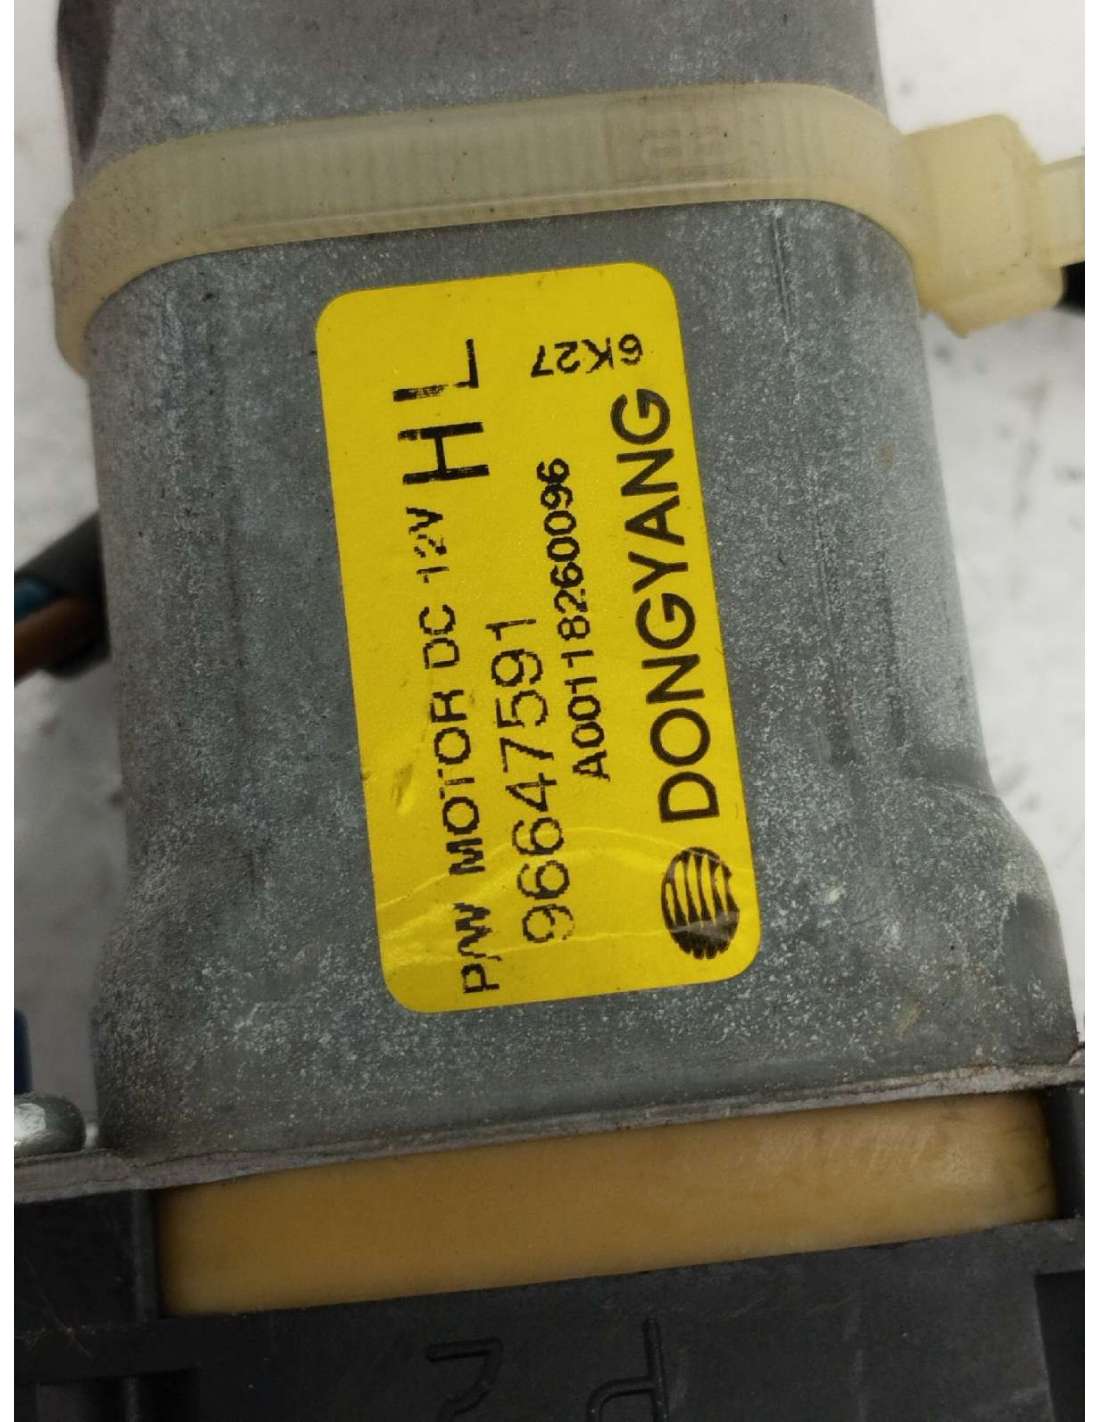 P/W MOTOR DC 12V HL
96647591
A00118260096
DONGYANG
6K27